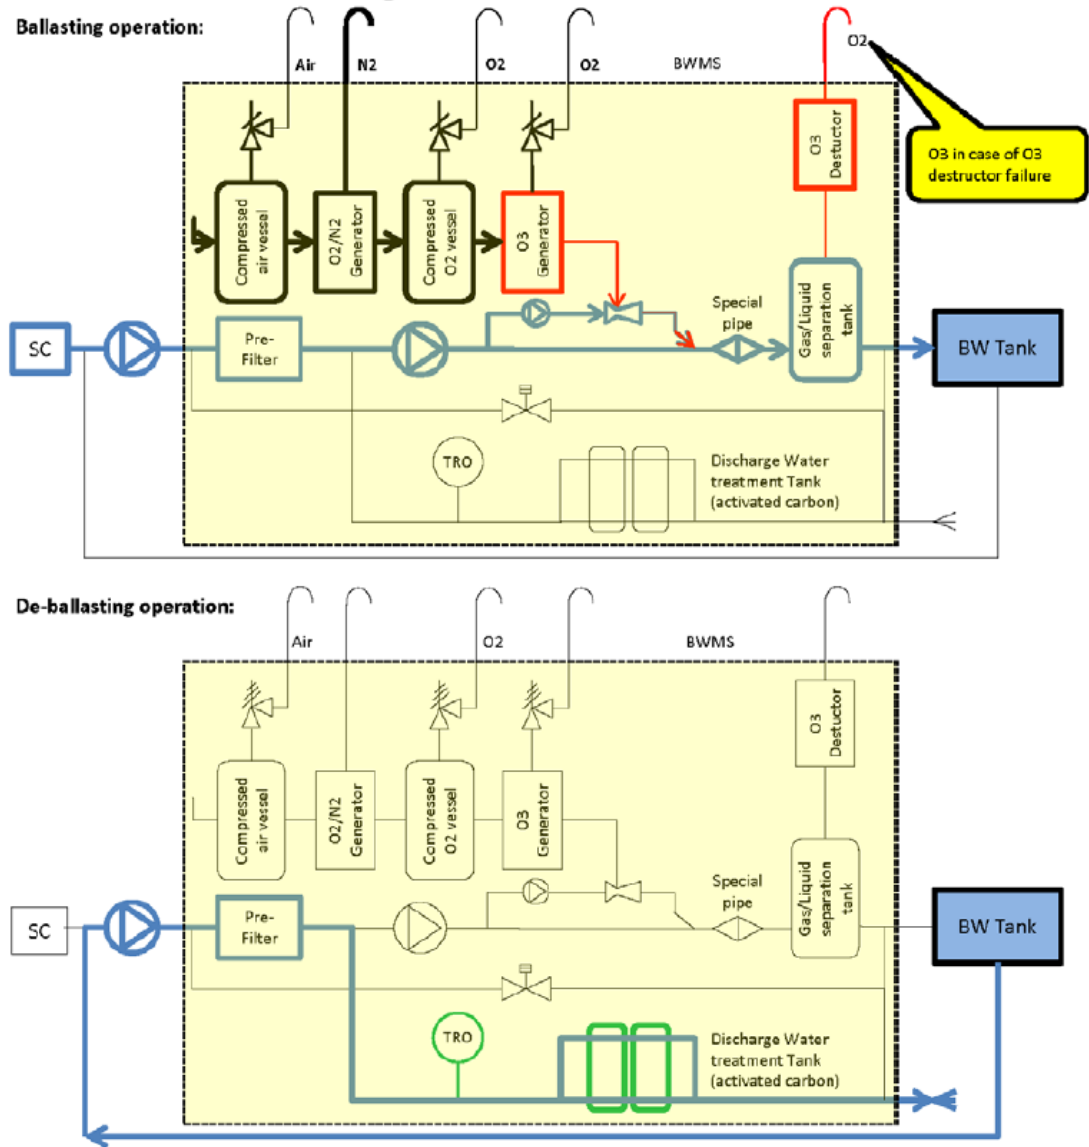 Ballasting operation:
Air
N2
O2
O2
BWMS
O2
O3 in case of O3
destructor failure
O3
Destuctor
Compressed
air vessel
O2/N2
Generator
Compressed
O2 vessel
O3
Generator
Gas/Liquid
separation
tank
Special
pipe
SC
Pre-
Filter
BW Tank
TRO
Discharge Water
treatment Tank
(activated carbon)
De-ballasting operation:
Air
O2
BWMS
O3
Destuctor
Compressed
air vessel
O2/N2
Generator
Compressed
O2 vessel
O3
Generator
Gas/Liquid
separation
tank
Special
pipe
SC
Pre-
Filter
BW Tank
TRO
Discharge Water
treatment Tank
(activated carbon)